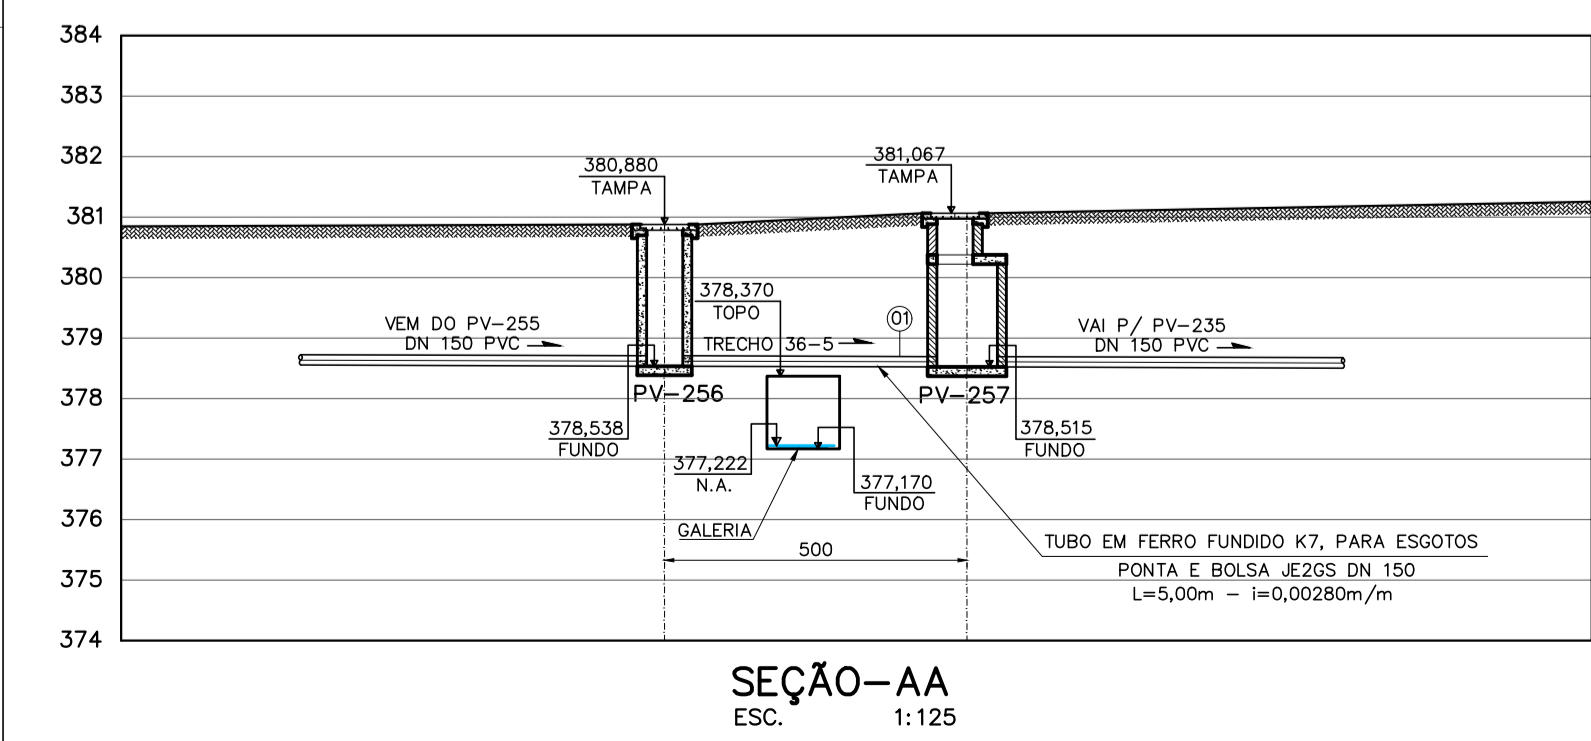 384
383
382
381
380
379
378
377
376
375
374
380,880
TAMPA
381,067
TAMPA
378,370
TOPO
01
VEM DO PV-255
DN 150 PVC
TRECHO 36-5
VAI P/ PV-235
DN 150 PVC
PV-256
PV-257
378,538
FUNDO
378,515
FUNDO
377,222
N.A.
377,170
FUNDO
GALERIA
500
TUBO EM FERRO FUNDIDO K7, PARA ESGOTOS
PONTA E BOLSA JE2GS DN 150
L=5,00m - i=0,00280m/m
SEÇÃO-AA
ESC. 1:125